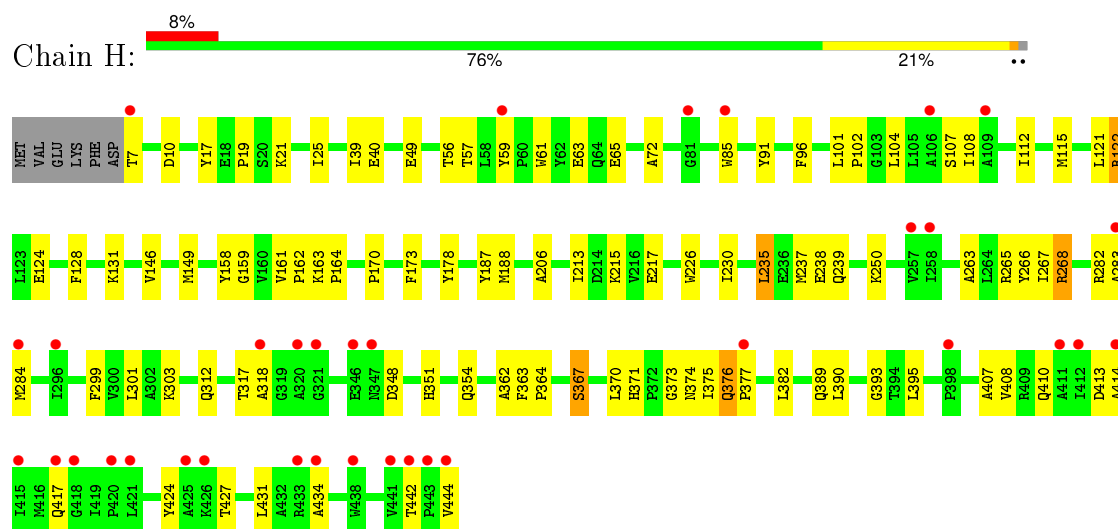 8%
Chain H:
76% 21% ••
MET VAL GLU LYS PHE ASP T7 D10 Y17 E18 P19 S20 K21 I25 I39 E40 E49 T56 T57 L58 Y59 P60 W61 Y62 E63 Q64 E65 A72 G81 W85 Y91 F96 L101 P102 G103 L104 L105 A106 S107 I108 A109 I112 M115 L121
L123 E124 F128 K131 V146 M149 Y158 G159 V160 V161 P162 K163 P164 P170 F173 Y178 Y187 M188 A206 I213 D214 K215 V216 E217 W226 I230 L235 E236 M237 E238 Q239 K250 V257 I258 A263 L264 R265 Y266 I267 R268 R282
M284 I296 F299 V300 L301 A302 K303 Q312 T317 A318 G319 A320 G321 E346 N347 D348 H351 Q354 A362 F363 P364 S367 L370 H371 P372 G373 N374 I375 Q376 P377 L382 Q389 L390 G393 T394 L395 P398 A407 V408 R409 Q410 A411 I412 D413 A414
I415 M416 Q417 G418 I419 P420 L421 Y424 A425 K426 T427 L431 A432 R433 A434 W438 V441 T442 P443 V444